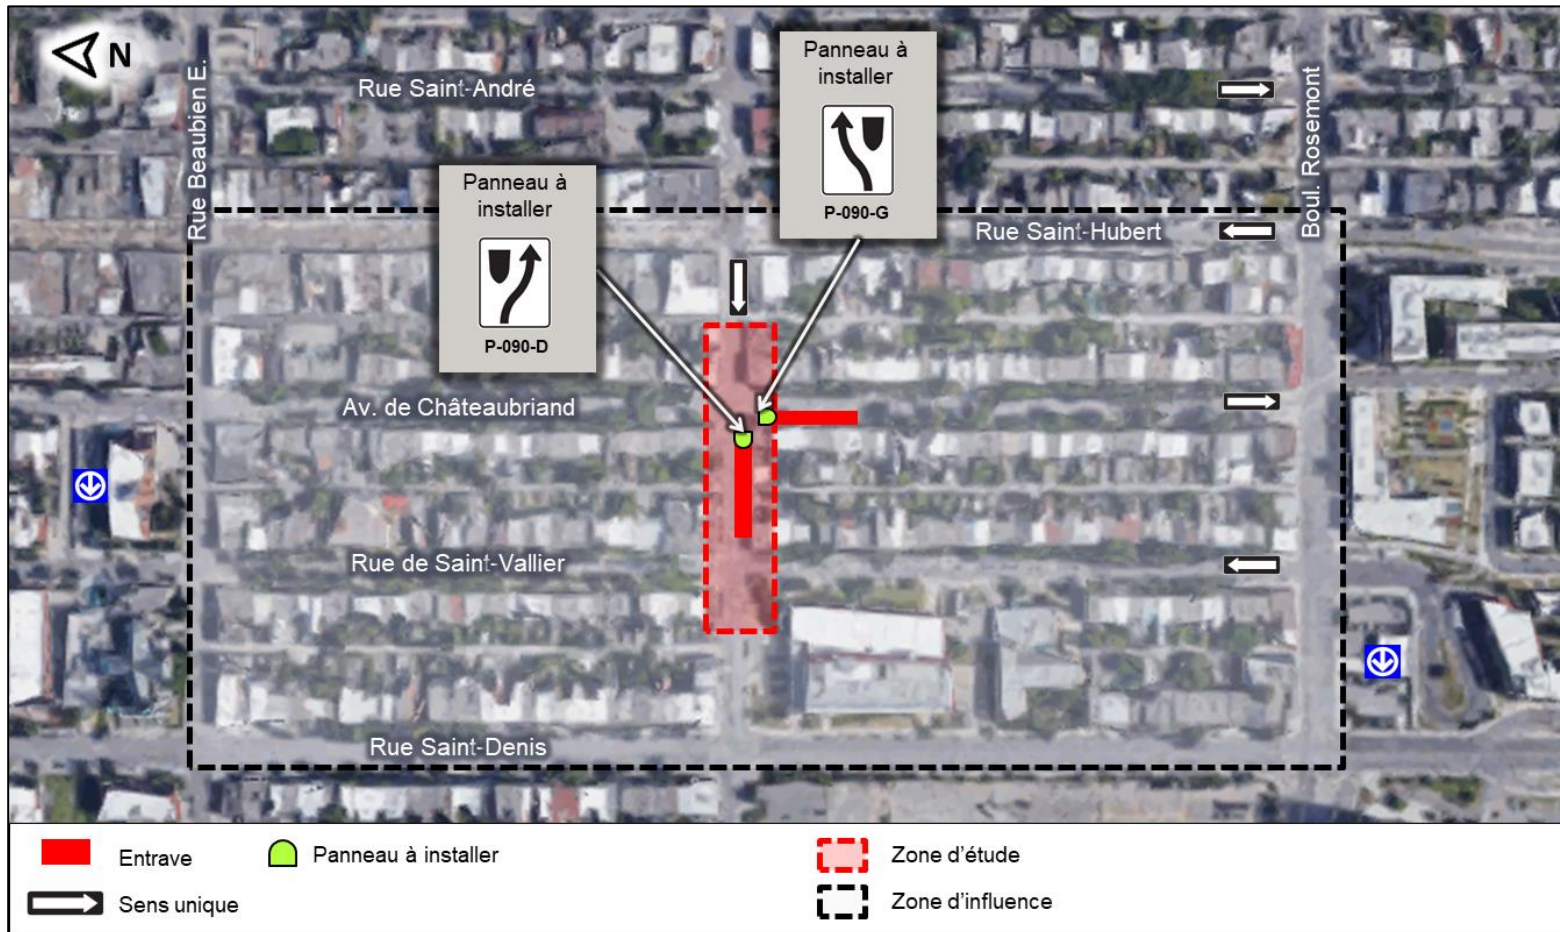 N
Rue Beaubien E.
Rue Saint-André
Panneau à
installer
P-090-G
Boul. Rosemont
Panneau à
installer
P-090-D
Rue Saint-Hubert
Av. de Châteaubriand
Rue de Saint-Vallier
Rue Saint-Denis
Entrave
Panneau à installer
Zone d'étude
Sens unique
Zone d'influence